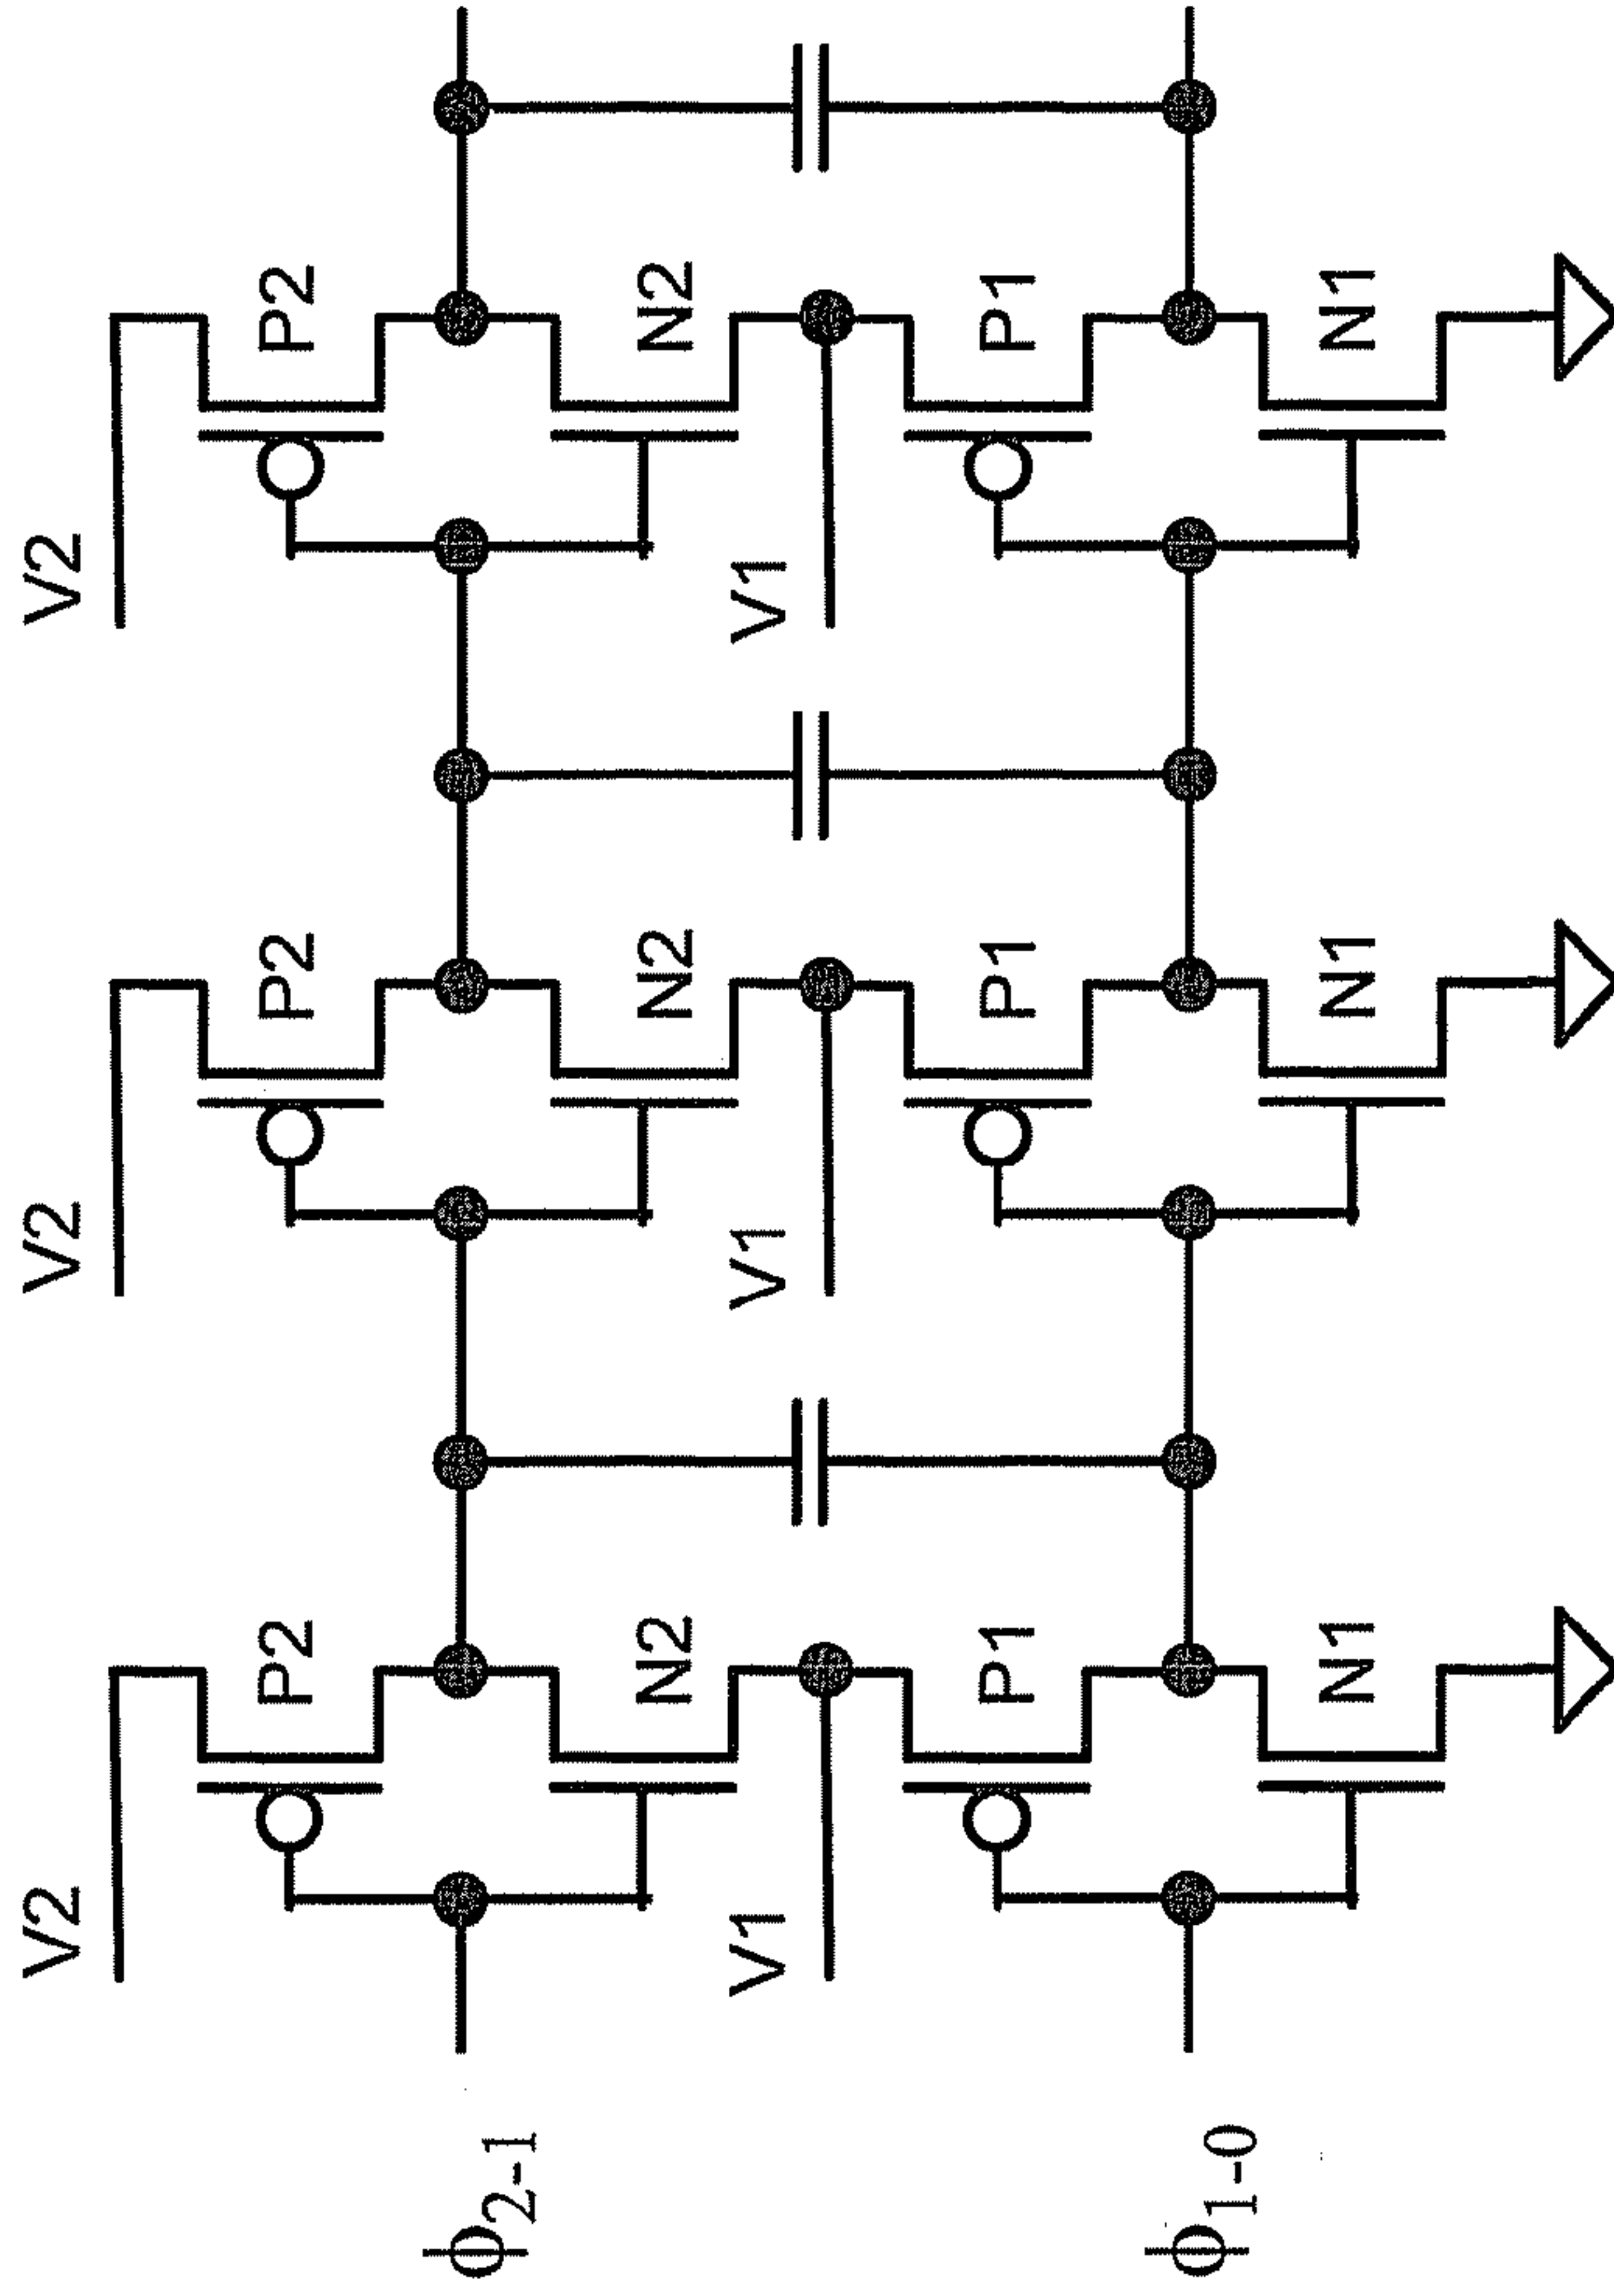 V2 V2 V2
P2 P2 P2
ϕ₂₋₁
N2 N2 N2
V1 V1 V1
P1 P1 P1
ϕ₁₋₀
N1 N1 N1